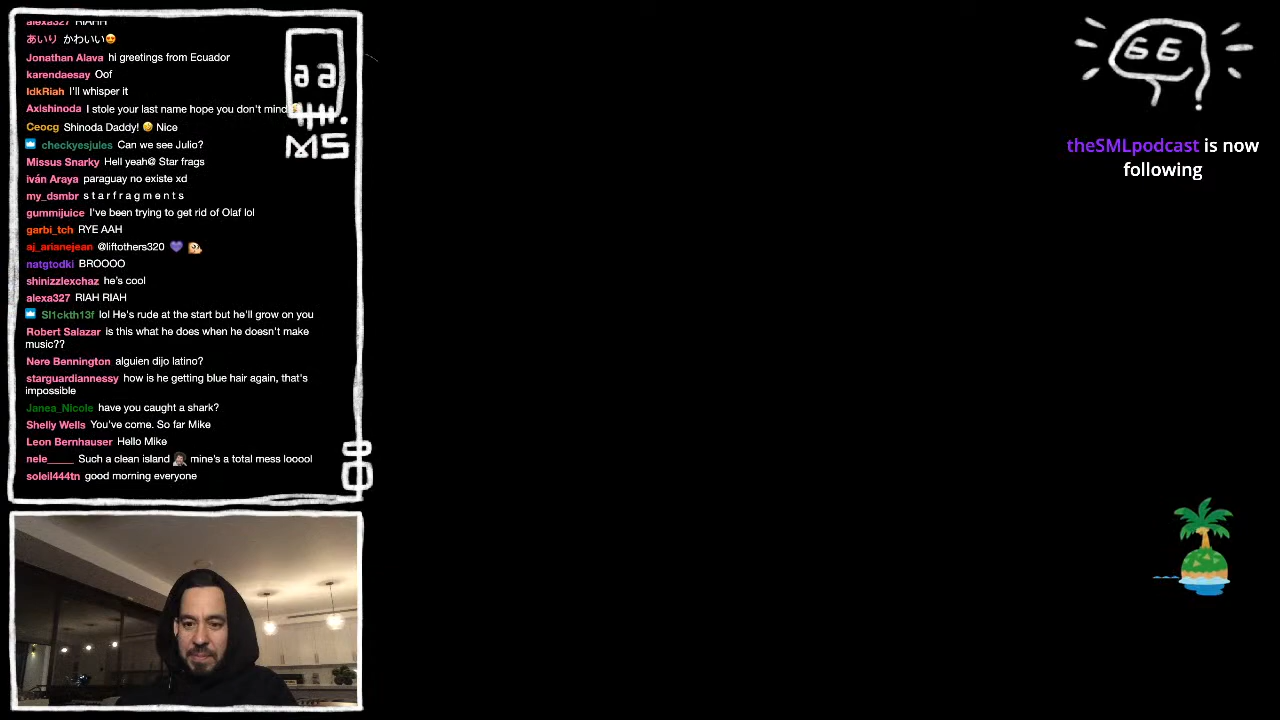 alexa327 RIAHH
あいり かわいい😍
Jonathan Alava hi greetings from Ecuador
karendaesay Oof
IdkRiah I'll whisper it
Axlshinoda I stole your last name hope you don't mind
Ceocg Shinoda Daddy! 🤣 Nice
checkyesjules Can we see Julio?
Missus Snarky Hell yeah@ Star frags
iván Araya paraguay no existe xd
my_dsmbr s t a r f r a g m e n t s
gummijuice I've been trying to get rid of Olaf lol
garbi_tch RYE AAH
aj_arianejean @liftothers320 💜
natgtodki BROOOO
shinizzlexchaz he's cool
alexa327 RIAH RIAH
Sl1ckth13f lol He's rude at the start but he'll grow on you
Robert Salazar is this what he does when he doesn't make
music??
Nere Bennington alguien dijo latino?
starguardiannessy how is he getting blue hair again, that's
impossible
Janea_Nicole have you caught a shark?
Shelly Wells You've come. So far Mike
Leon Bernhauser Hello Mike
nele_____ Such a clean island mine's a total mess looool
soleil444tn good morning everyone
MS
theSMLpodcast is now
following